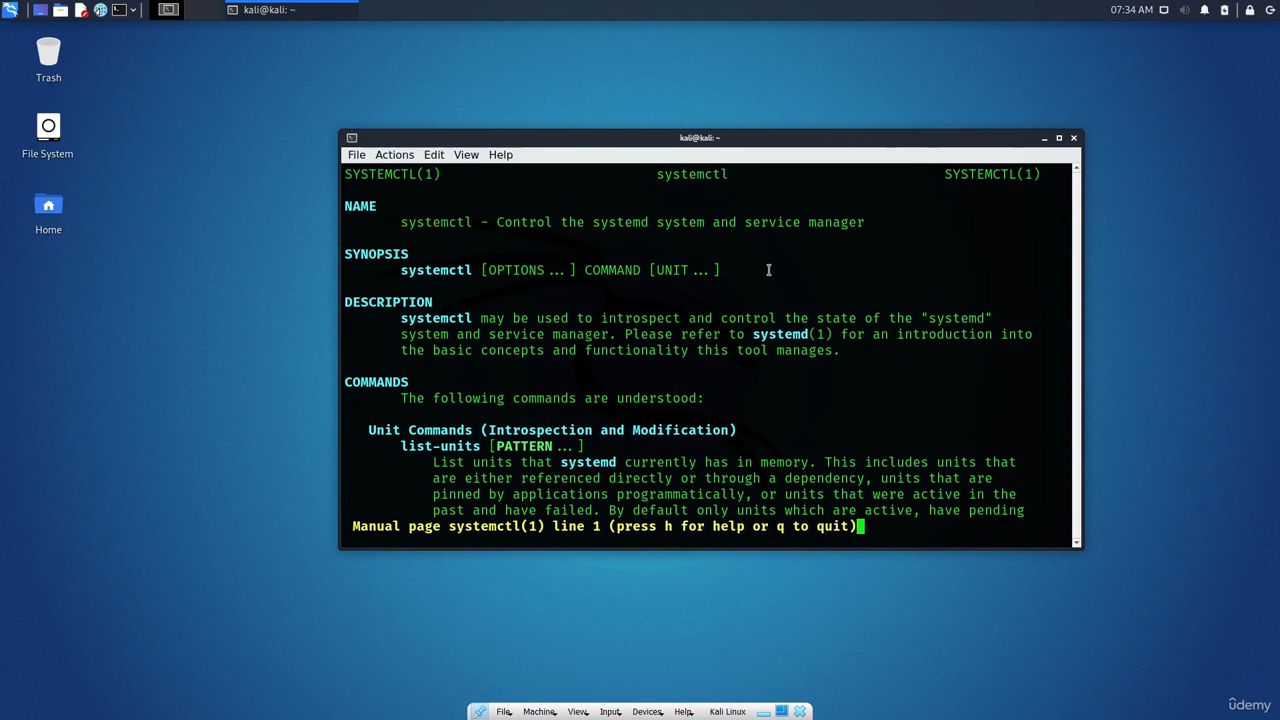 kali@kali: ~
07:34 AM
Trash
File System
Home
kali@kali: ~
File Actions Edit View Help
SYSTEMCTL(1) systemctl SYSTEMCTL(1)
NAME
systemctl - Control the systemd system and service manager
SYNOPSIS
systemctl [OPTIONS...] COMMAND [UNIT...]
DESCRIPTION
systemctl may be used to introspect and control the state of the "systemd"
system and service manager. Please refer to systemd(1) for an introduction into
the basic concepts and functionality this tool manages.
COMMANDS
The following commands are understood:
Unit Commands (Introspection and Modification)
list-units [PATTERN...]
List units that systemd currently has in memory. This includes units that
are either referenced directly or through a dependency, units that are
pinned by applications programmatically, or units that were active in the
past and have failed. By default only units which are active, have pending
Manual page systemctl(1) line 1 (press h for help or q to quit)
File Machine View Input Devices Help Kali Linux
ûdemy